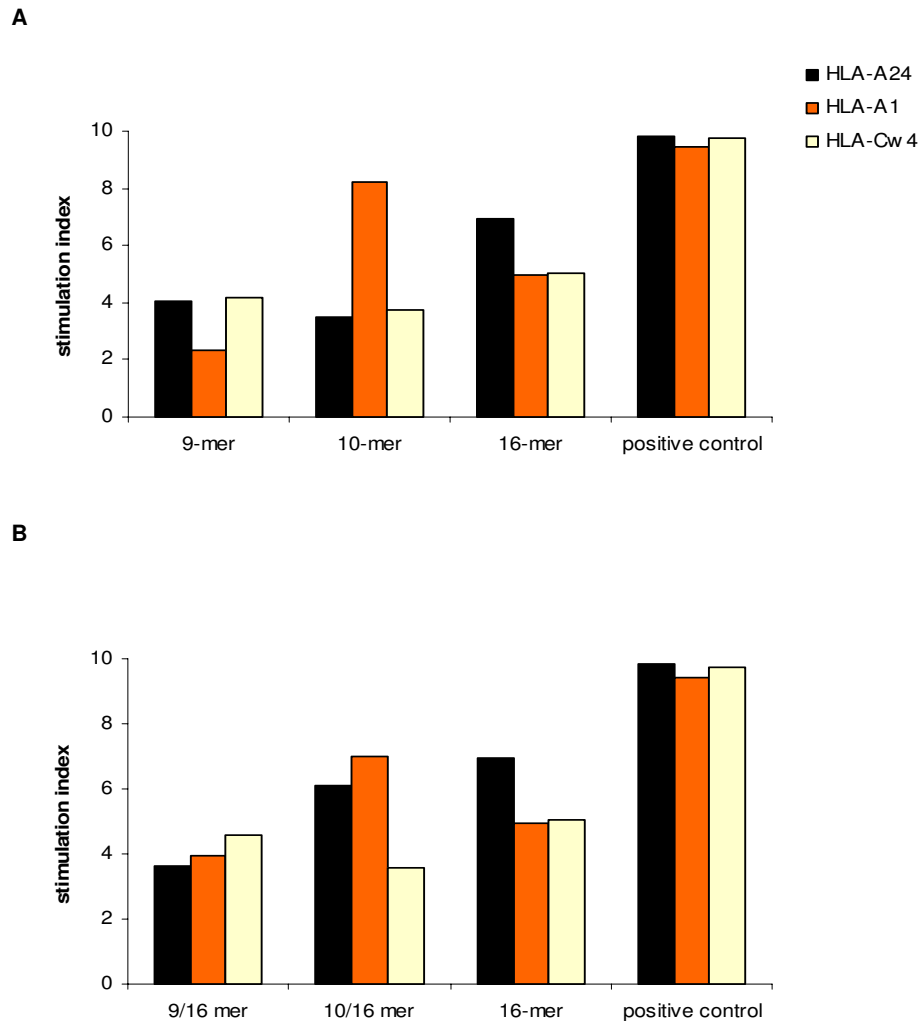 A
HLA-A24
HLA-A1
HLA-Cw 4
10
8
6
4
2
0
stimulation index
9-mer 10-mer 16-mer positive control
B
10
8
6
4
2
0
stimulation index
9/16 mer 10/16 mer 16-mer positive control